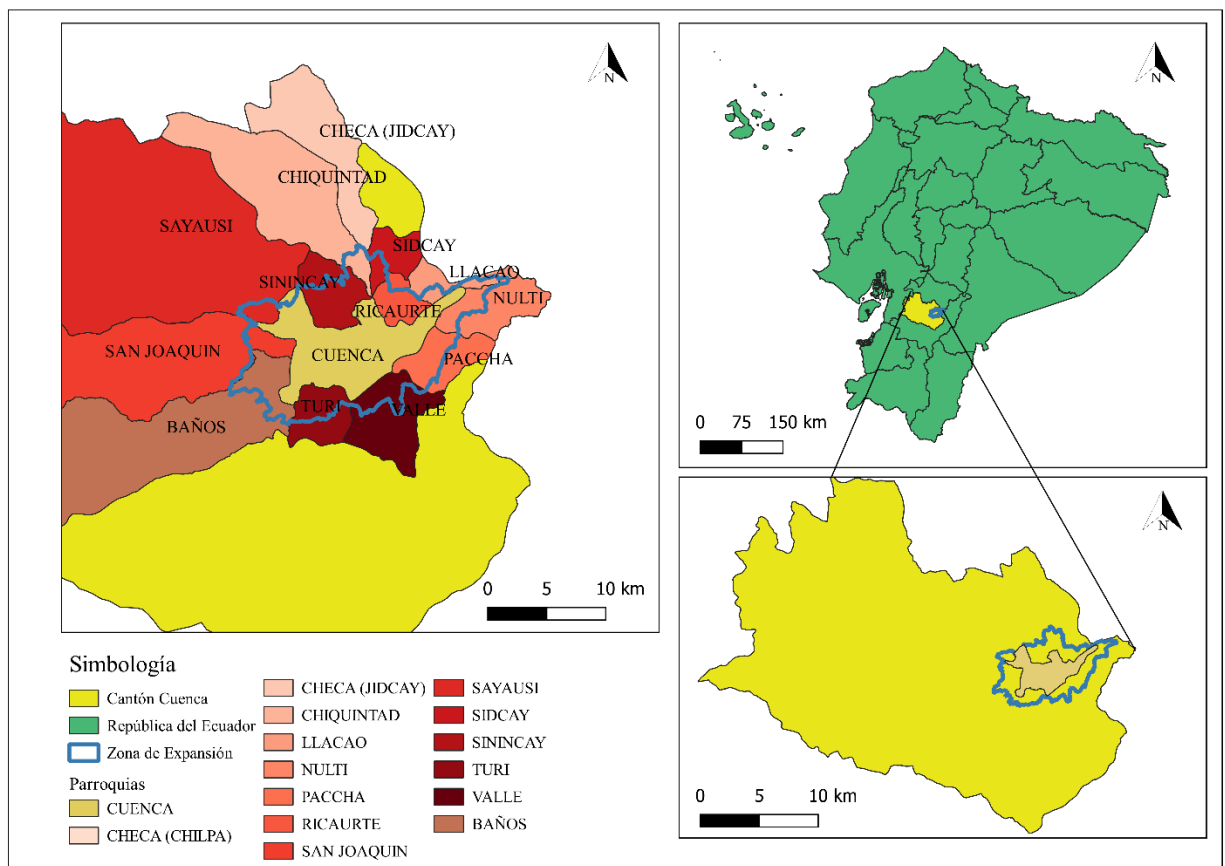 N
CHECA (JIDCAY)
CHIQUINTAD
SAYAUSI
SIDCAY
LLACAO
SININCAY
NULTI
RICAURTE
SAN JOAQUIN
CUENCA
PACCHA
TURI
VALLE
BAÑOS
0 5 10 km
N
0 75 150 km
N
0 5 10 km
Simbología
Cantón Cuenca
República del Ecuador
Zona de Expansión
Parroquias
CUENCA
CHECA (CHILPA)
CHECA (JIDCAY)
CHIQUINTAD
LLACAO
NULTI
PACCHA
RICAURTE
SAN JOAQUIN
SAYAUSI
SIDCAY
SININCAY
TURI
VALLE
BAÑOS